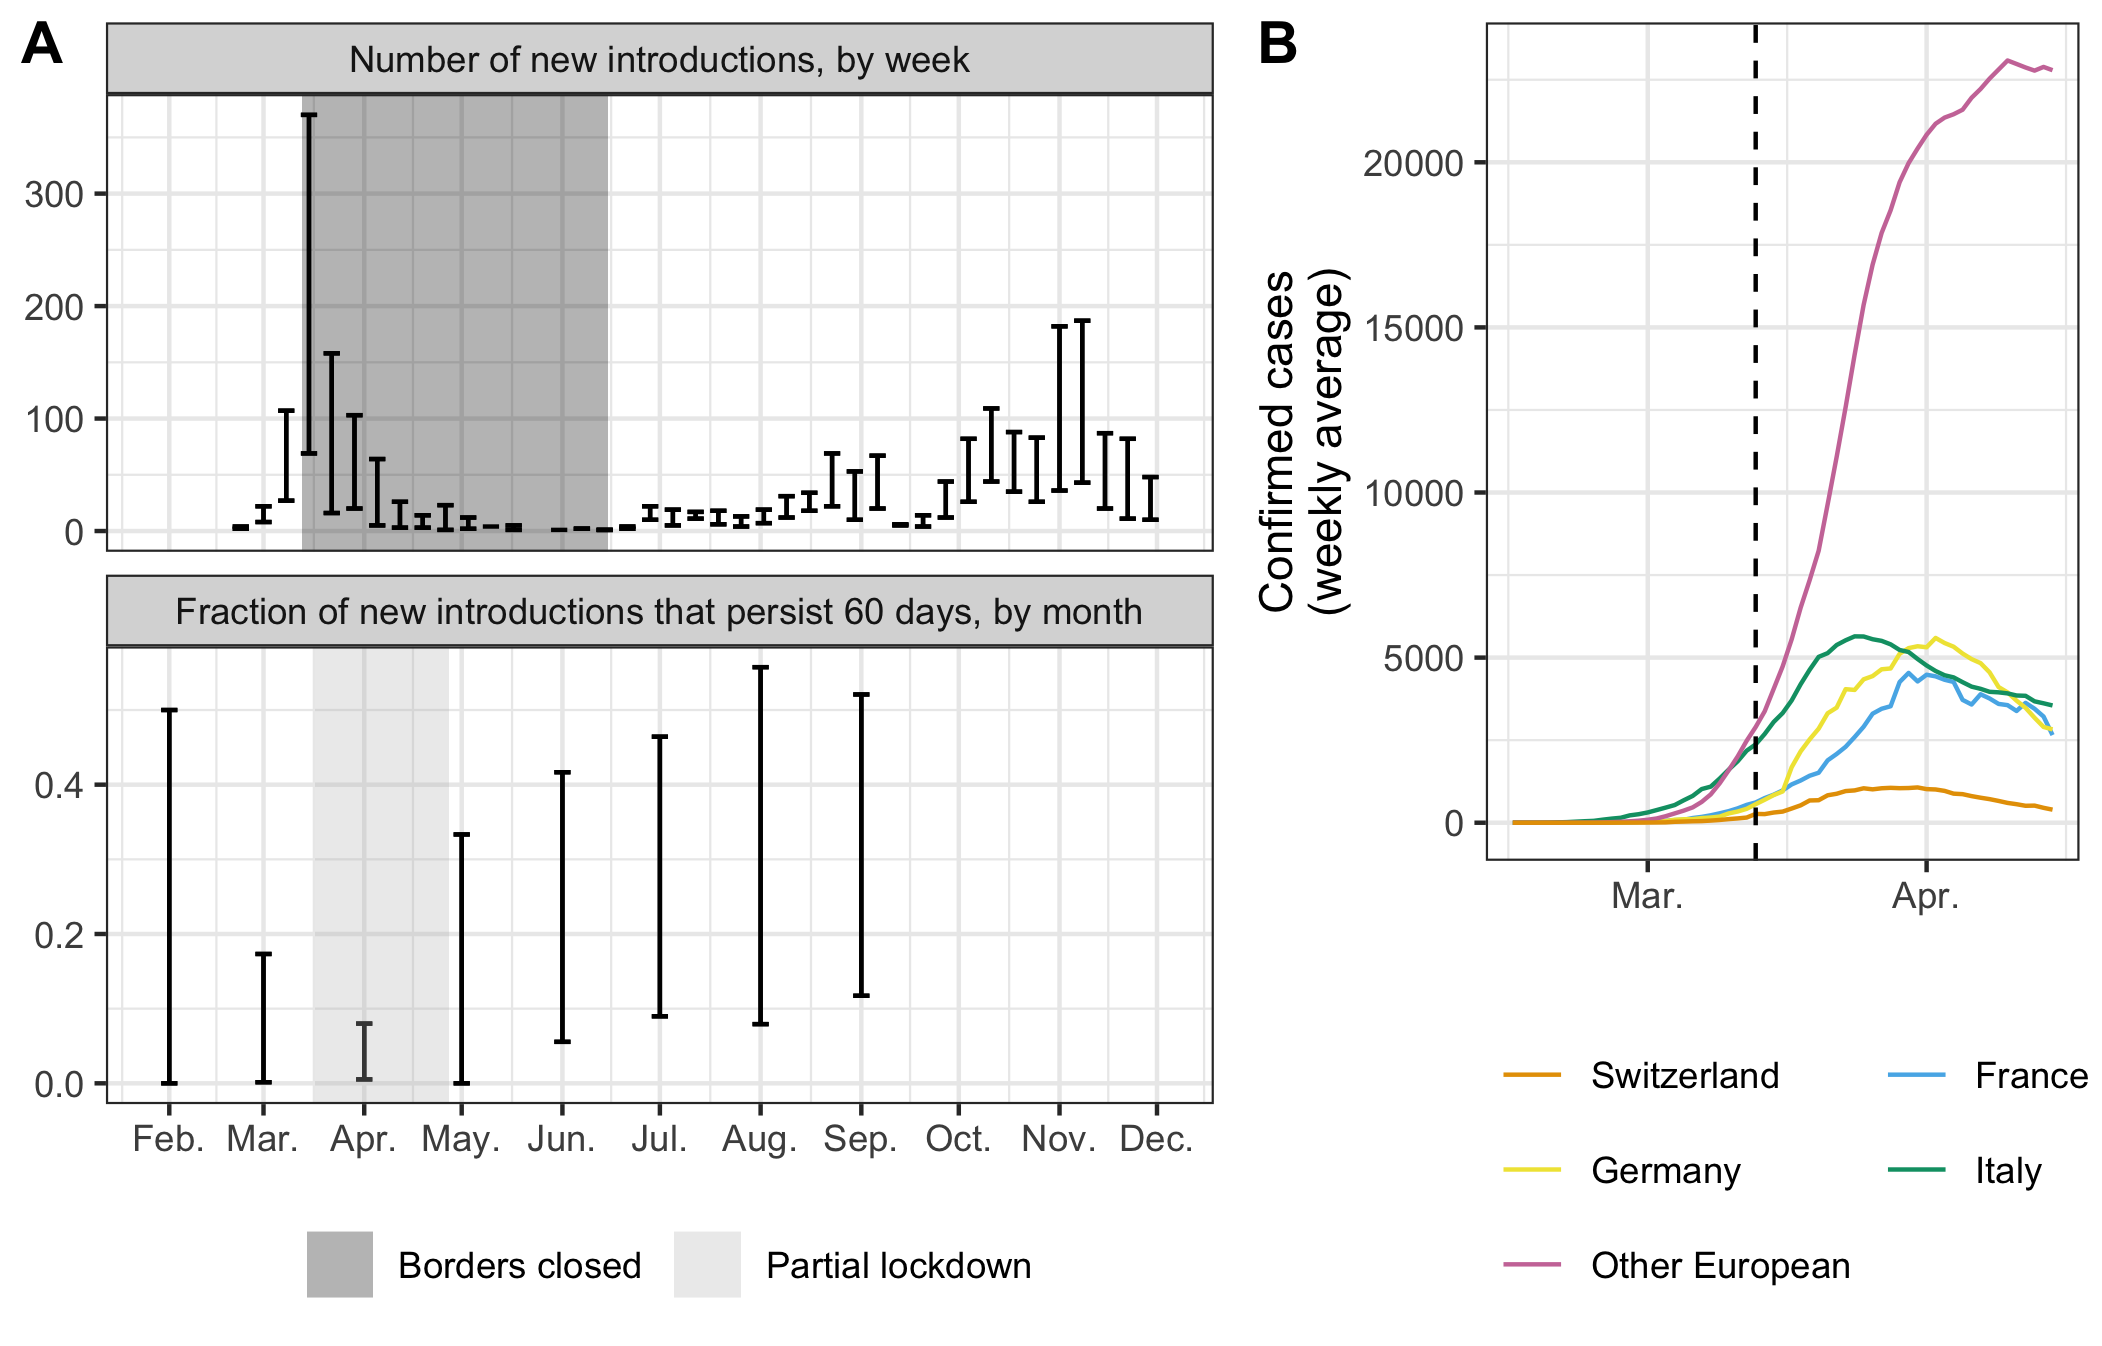 A
Number of new introductions, by week
300
200
100
0
Fraction of new introductions that persist 60 days, by month
0.4
0.2
0.0
Feb. Mar. Apr. May. Jun. Jul. Aug. Sep. Oct. Nov. Dec.
Borders closed Partial lockdown
B
Confirmed cases
(weekly average)
20000
15000
10000
5000
0
Mar. Apr.
Switzerland France
Germany Italy
Other European